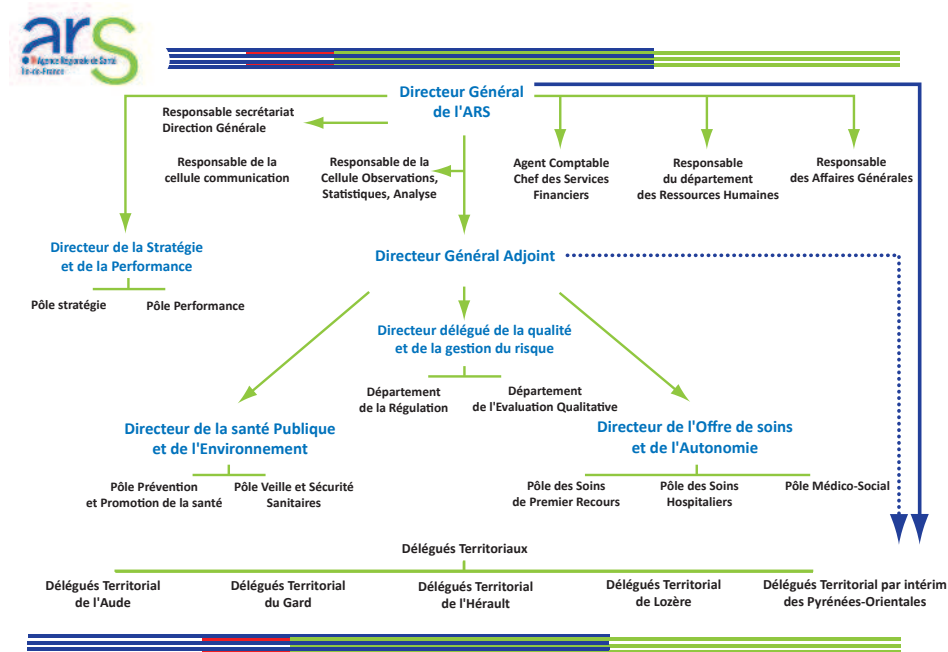 ars
Agence Régionale de Santé
Ile-de-France
Directeur Général
de l'ARS
Responsable secrétariat
Direction Générale
Responsable de la
cellule communication
Responsable de la
Cellule Observations,
Statistiques, Analyse
Agent Comptable
Chef des Services
Financiers
Responsable
du département
des Ressources Humaines
Responsable
des Affaires Générales
Directeur de la Stratégie
et de la Performance
Pôle stratégie
Pôle Performance
Directeur Général Adjoint
Directeur délégué de la qualité
et de la gestion du risque
Département
de la Régulation
Département
de l'Evaluation Qualitative
Directeur de la santé Publique
et de l'Environnement
Pôle Prévention
et Promotion de la santé
Pôle Veille et Sécurité
Sanitaires
Directeur de l'Offre de soins
et de l'Autonomie
Pôle des Soins
de Premier Recours
Pôle des Soins
Hospitaliers
Pôle Médico-Social
Délégués Territoriaux
Délégués Territorial
de l'Aude
Délégués Territorial
du Gard
Délégués Territorial
de l'Hérault
Délégués Territorial
de Lozère
Délégués Territorial par intérim
des Pyrénées-Orientales